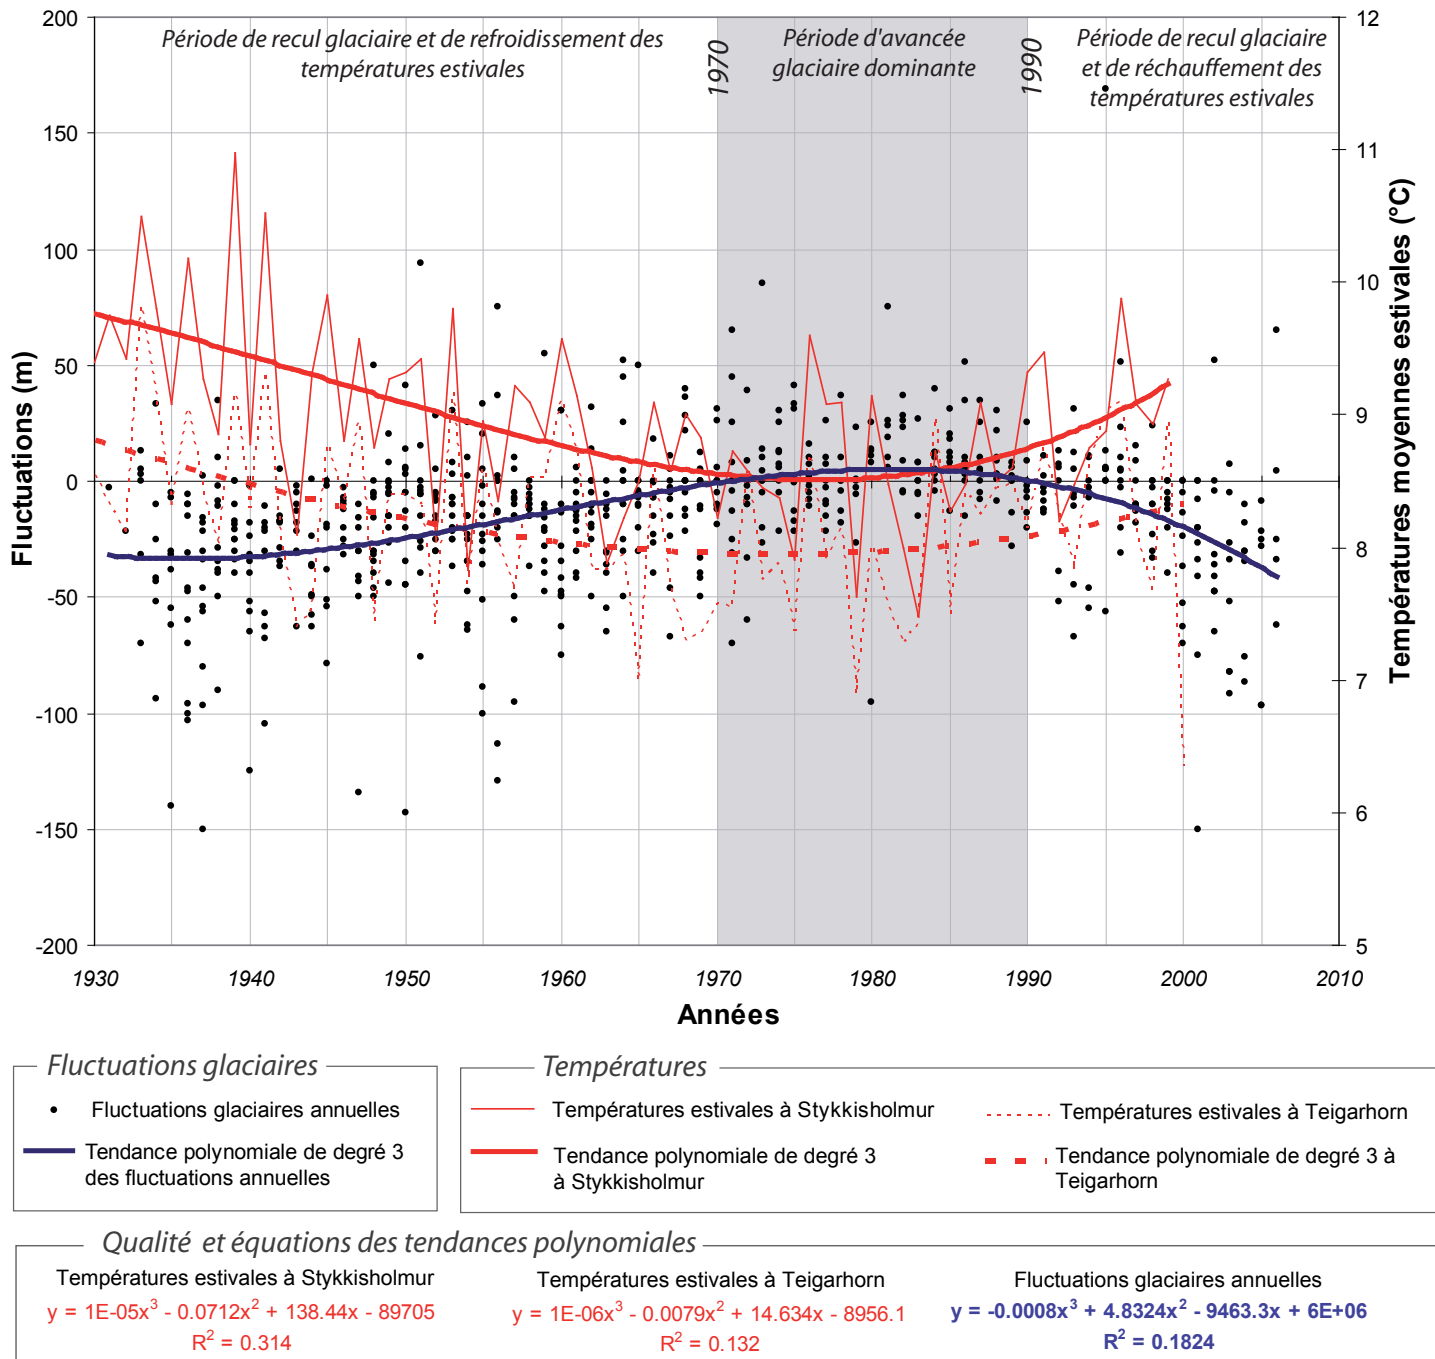 Période de recul glaciaire et de refroidissement des
températures estivales
1970
Période d'avancée
glaciaire dominante
1990
Période de recul glaciaire
et de réchauffement des
températures estivales
Fluctuations (m)
200
150
100
50
0
-50
-100
-150
-200
Températures moyennes estivales (°C)
12
11
10
9
8
7
6
5
1930
1940
1950
1960
1970
1980
1990
2000
2010
Années
Fluctuations glaciaires
Fluctuations glaciaires annuelles
Tendance polynomiale de degré 3
des fluctuations annuelles
Températures
Températures estivales à Stykkisholmur
Tendance polynomiale de degré 3
à Stykkisholmur
Températures estivales à Teigarhorn
Tendance polynomiale de degré 3 à
Teigarhorn
Qualité et équations des tendances polynomiales
Températures estivales à Stykkisholmur
y = 1E-05x³ - 0.0712x² + 138.44x - 89705
R² = 0.314
Températures estivales à Teigarhorn
y = 1E-06x³ - 0.0079x² + 14.634x - 8956.1
R² = 0.132
Fluctuations glaciaires annuelles
y = -0.0008x³ + 4.8324x² - 9463.3x + 6E+06
R² = 0.1824